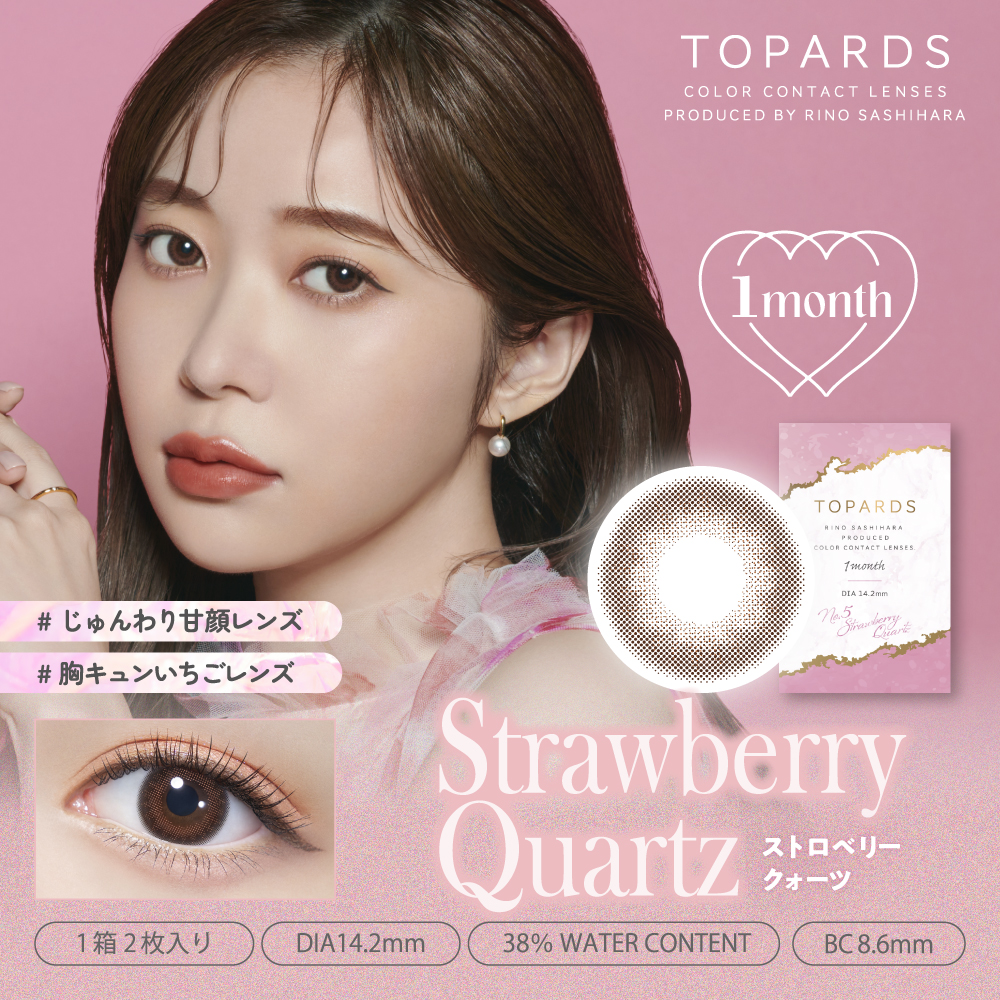 TOPARDS
COLOR CONTACT LENSES
PRODUCED BY RINO SASHIHARA
1month
TOPARDS
RINO SASHIHARA
PRODUCED
COLOR CONTACT LENSES
1month
DIA 14.2mm
No.5
Strawberry
Quartz
# じゅんわり甘顔レンズ
# 胸キュンいちごレンズ
Strawberry
Quartz
ストロベリー
クォーツ
1箱2枚入り
DIA14.2mm
38% WATER CONTENT
BC 8.6mm